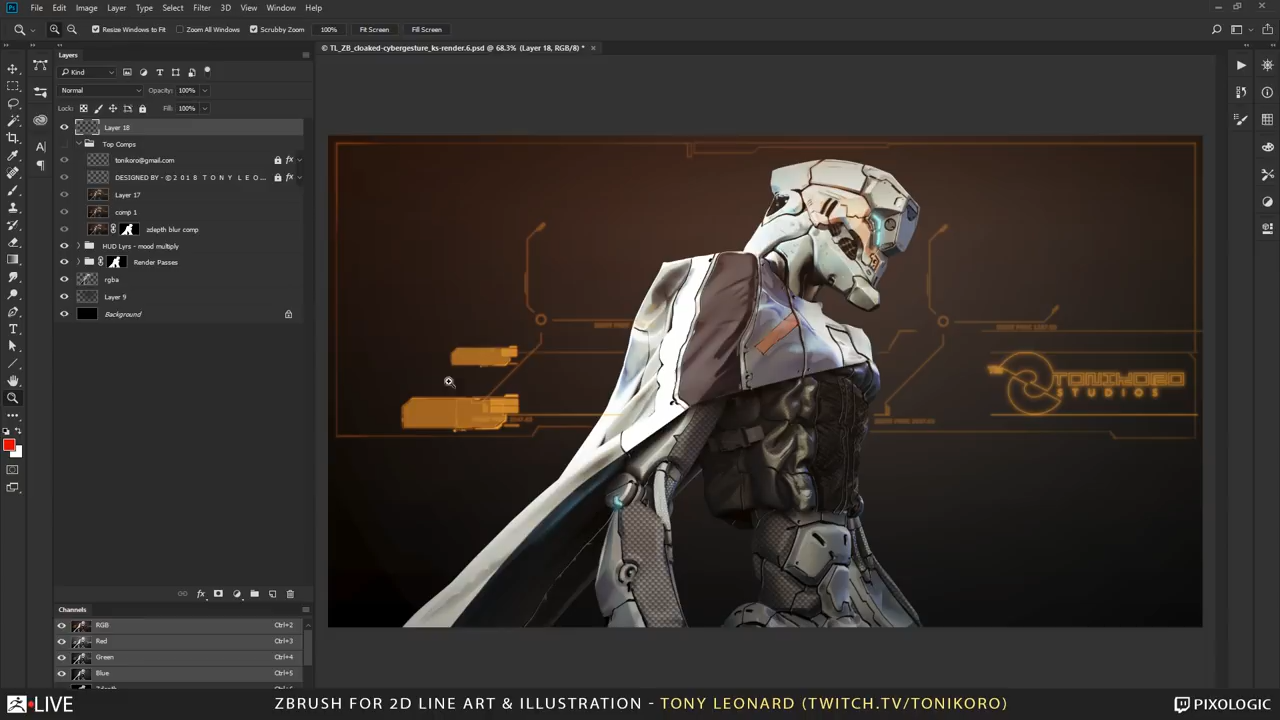 Ps File Edit Image Layer Type Select Filter 3D View Window Help
Resize Windows to Fit Zoom All Windows Scrubby Zoom 100% Fit Screen Fill Screen
Layers
© TL_ZB_cloaked-cybergesture_ks-render.6.psd @ 68.3% (Layer 18, RGB/8) *
Kind
Normal Opacity: 100%
Lock: Fill: 100%
Layer 18
Top Comps
tonikoro@gmail.com fx
DESIGNED BY - © 2 0 1 8 T O N Y L E O ... fx
Layer 17
comp 1
zdepth blur comp
HUD Lyrs - mood multiply
Render Passes
rgba
Layer 9
Background
TONIKORO
STUDIOS
fx
Channels
RGB Ctrl+2
Red Ctrl+3
Green Ctrl+4
Blue Ctrl+5
LIVE ZBRUSH FOR 2D LINE ART & ILLUSTRATION - TONY LEONARD (TWITCH.TV/TONIKORO) PIXOLOGIC